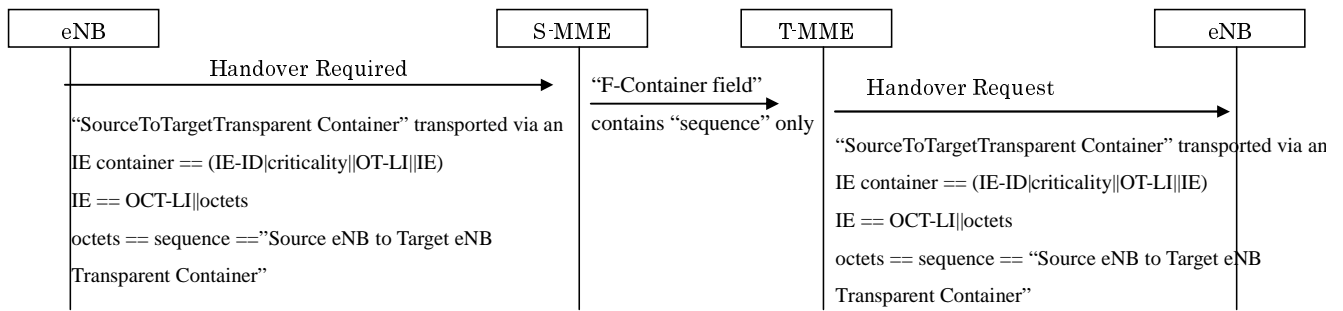 eNB
S-MME
T-MME
eNB
Handover Required
“SourceToTargetTransparent Container” transported via an
IE container == (IE-ID|criticality||OT-LI||IE)
IE == OCT-LI||octets
octets == sequence ==”Source eNB to Target eNB
Transparent Container”
“F-Container field”
contains “sequence” only
Handover Request
“SourceToTargetTransparent Container” transported via an
IE container == (IE-ID|criticality||OT-LI||IE)
IE == OCT-LI||octets
octets == sequence == “Source eNB to Target eNB
Transparent Container”